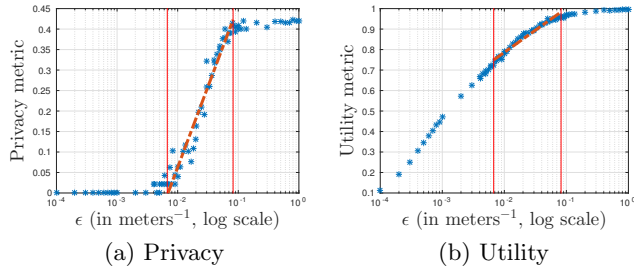 0.45
0.4
0.35
0.3
0.25
0.2
0.15
0.1
0.05
0
Privacy metric
10⁻⁴ 10⁻³ 10⁻² 10⁻¹ 10⁰
ϵ (in meters⁻¹, log scale)
(a) Privacy
1
0.9
0.8
0.7
0.6
0.5
0.4
0.3
0.2
0.1
Utility metric
10⁻⁴ 10⁻³ 10⁻² 10⁻¹ 10⁰
ϵ (in meters⁻¹, log scale)
(b) Utility